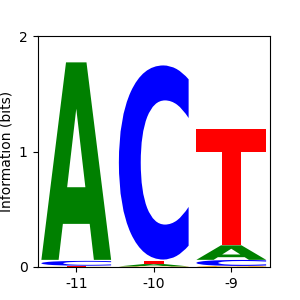 2
Information (bits)
1
0
A C T
T A A C
C T C A
-11 -10 -9